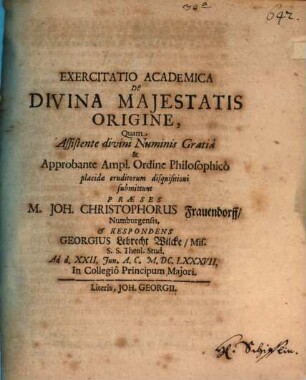 642.
EXERCITATIO ACADEMICA
De
DIVINA MAJESTATIS
ORIGINE,
Quam
Assistente divini Numinis Gratiâ
&
Approbante Ampl. Ordine Philosophicô
placidæ eruditorum disquisitioni
submittunt
PRÆSES
M. JOH. CHRISTOPHORUS Frauendorff/
Numburgensis,
& RESPONDENS
GEORGIUS Lebrecht Wilcke/ Mis.
S. S. Theol. Stud.
Ad d. XXII, Jun. A. C. M, DC, LXXXVII,
In Collegiô Principum Majori.
Literis, JOH. GEORGII.